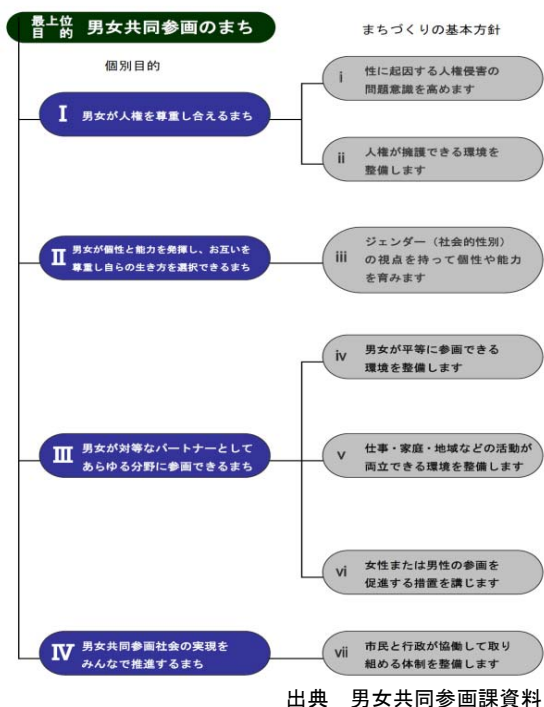 最上位
目　的
男女共同参画のまち
まちづくりの基本方針
個別目的
Ⅰ 男女が人権を尊重し合えるまち
ⅰ 性に起因する人権侵害の
問題意識を高めます
ⅱ 人権が擁護できる環境を
整備します
Ⅱ 男女が個性と能力を発揮し、お互いを
尊重し自らの生き方を選択できるまち
ⅲ ジェンダー（社会的性別）
の視点を持って個性や能力
を育みます
Ⅲ 男女が対等なパートナーとして
あらゆる分野に参画できるまち
ⅳ 男女が平等に参画できる
環境を整備します
ⅴ 仕事・家庭・地域などの活動が
両立できる環境を整備します
ⅵ 女性または男性の参画を
促進する措置を講じます
Ⅳ 男女共同参画社会の実現を
みんなで推進するまち
ⅶ 市民と行政が協働して取り
組める体制を整備します
出典　男女共同参画課資料